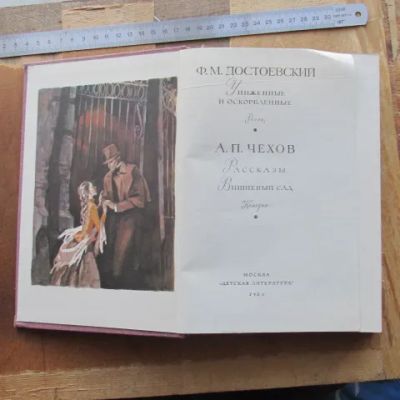 Ф.М. ДОСТОЕВСКИЙ
УНИЖЕННЫЕ
И ОСКОРБЛЕННЫЕ
Роман
А.П. ЧЕХОВ
РАССКАЗЫ
ВИШНЕВЫЙ САД
Комедия
МОСКВА
"ДЕТСКАЯ ЛИТЕРАТУРА"